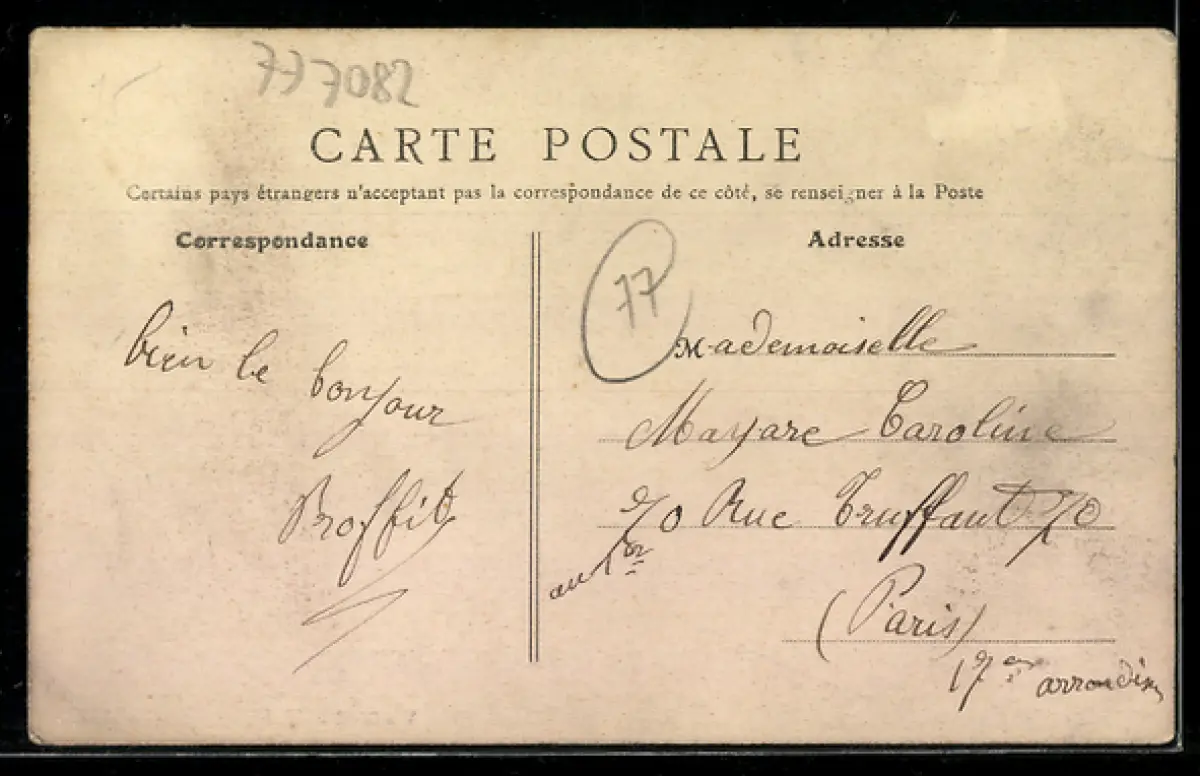 777082
CARTE POSTALE
Certains pays étrangers n'acceptant pas la correspondance de ce côté, se renseigner à la Poste
Correspondance
Adresse
77
bien le bonjour
Proffit
Mademoiselle
Mayare Caroline
70 Rue Truffaut 70
au 1er
(Paris)
17e arrondis